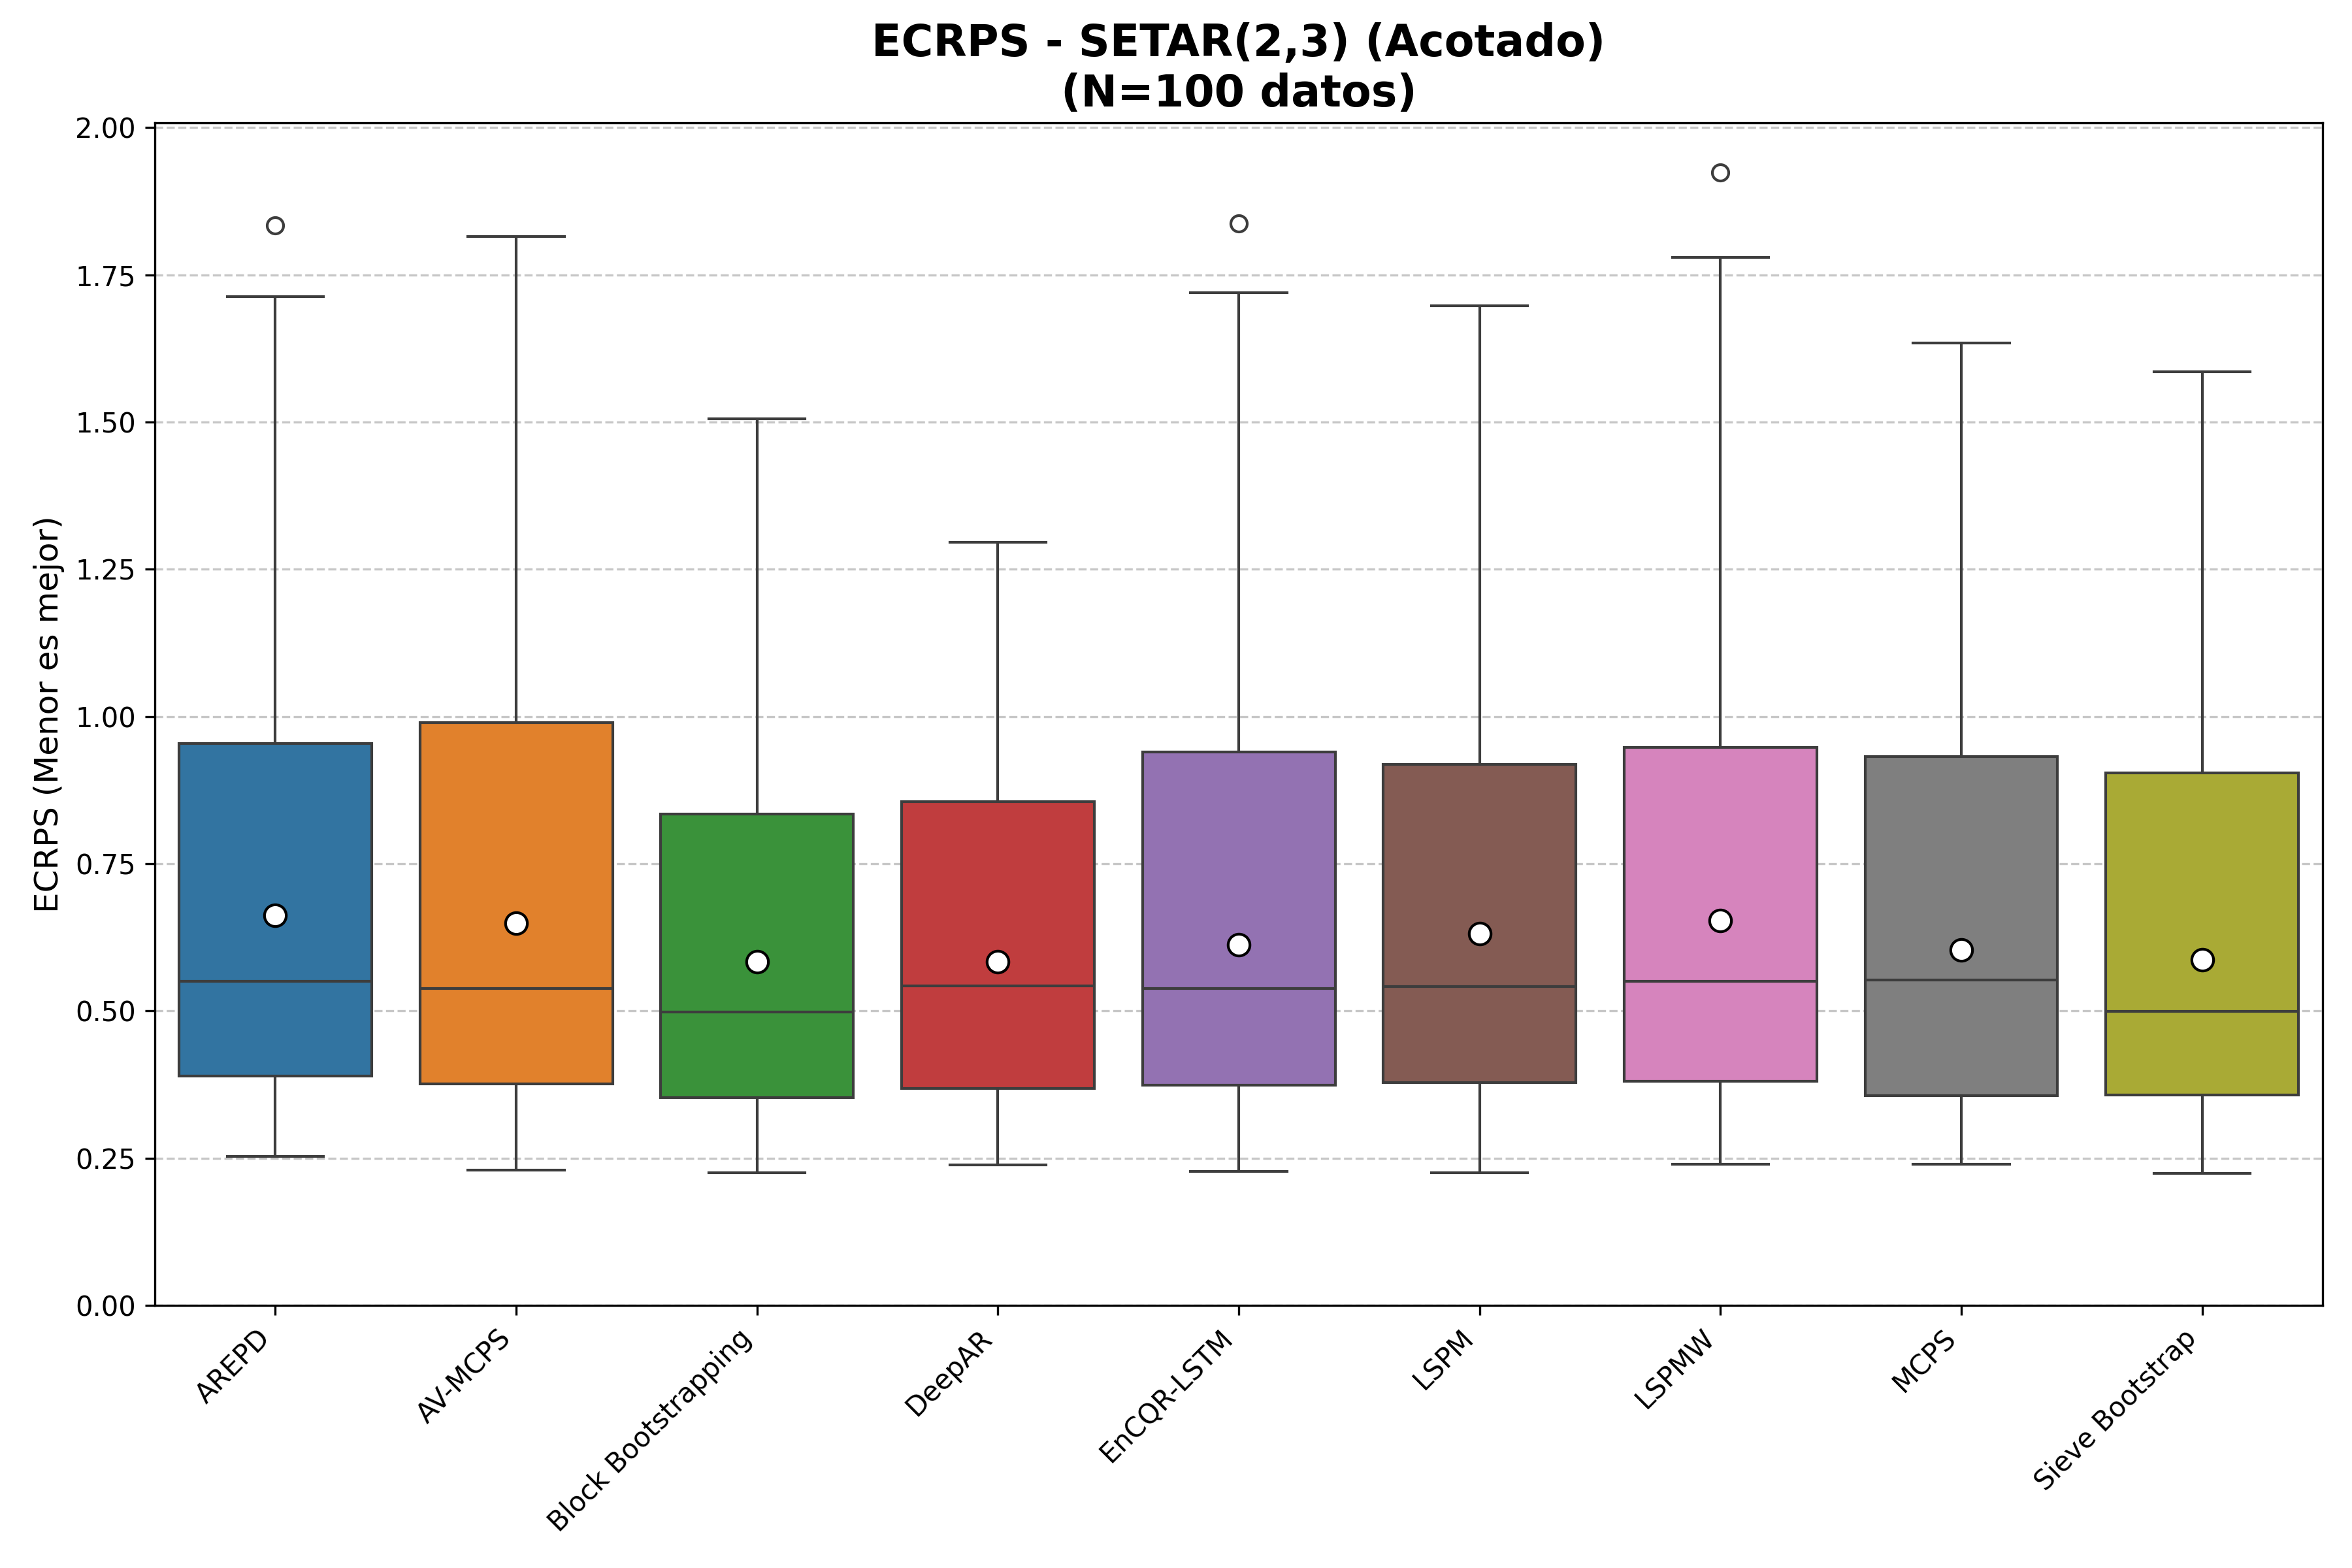 ECRPS - SETAR(2,3) (Acotado)
(N=100 datos)
ECRPS (Menor es mejor)
2.00
1.75
1.50
1.25
1.00
0.75
0.50
0.25
0.00
AREPD
AV-MCPS
Block Bootstrapping
DeepAR
EnCQR-LSTM
LSPM
LSPMW
MCPS
Sieve Bootstrap